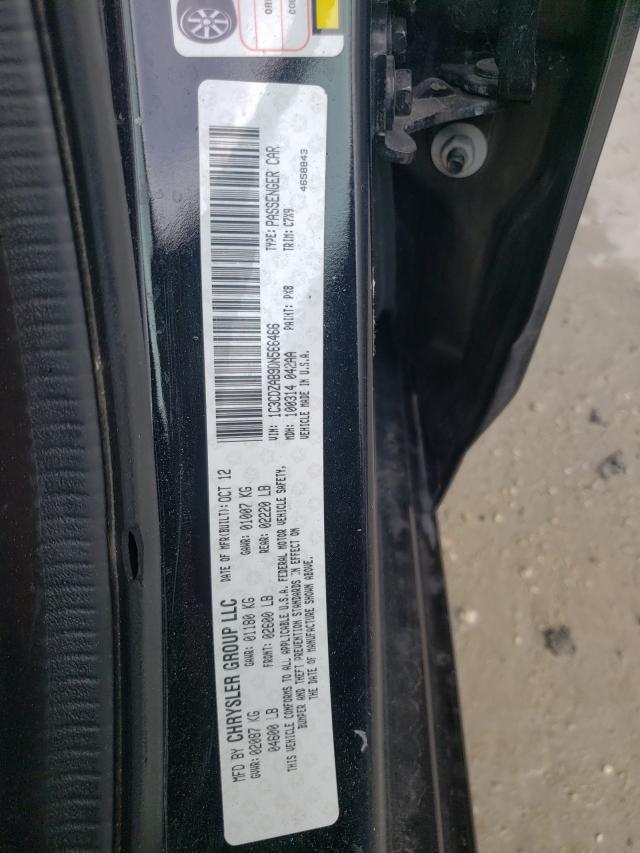 MFD BY CHRYSLER GROUP LLC
DATE OF MFR(BUILT): OCT 12
GVWR: 02087 KG
GAWR: 01180 KG
GAWR: 01007 KG
04600 LB
FRONT: 02600 LB
REAR: 02220 LB
THIS VEHICLE CONFORMS TO ALL APPLICABLE U.S.A. FEDERAL MOTOR VEHICLE SAFETY,
BUMPER AND THEFT PREVENTION STANDARDS IN EFFECT ON
THE DATE OF MANUFACTURE SHOWN ABOVE.
VIN: 1C3CDZAB9DN566466
TYPE: PASSENGER CAR
MDH: 100314 042AA
PAINT: PXB
TRIM: C7X9
VEHICLE MADE IN U.S.A.
4658843